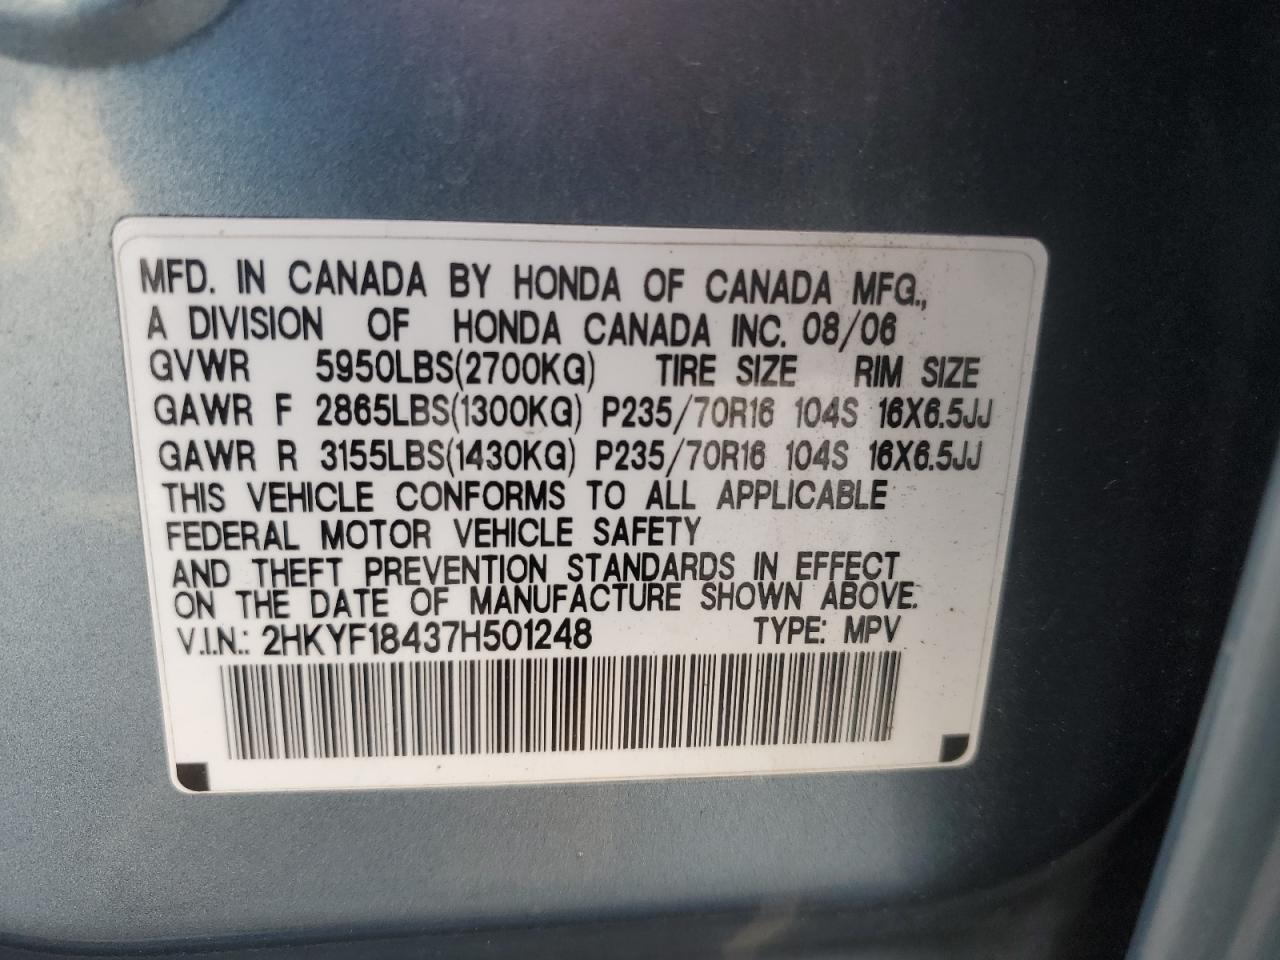 MFD. IN CANADA BY HONDA OF CANADA MFG.,
A DIVISION OF HONDA CANADA INC. 08/06
GVWR 5950LBS(2700KG) TIRE SIZE RIM SIZE
GAWR F 2865LBS(1300KG) P235/70R16 104S 16X6.5JJ
GAWR R 3155LBS(1430KG) P235/70R16 104S 16X6.5JJ
THIS VEHICLE CONFORMS TO ALL APPLICABLE
FEDERAL MOTOR VEHICLE SAFETY
AND THEFT PREVENTION STANDARDS IN EFFECT
ON THE DATE OF MANUFACTURE SHOWN ABOVE.
V.I.N.: 2HKYF18437H501248 TYPE: MPV